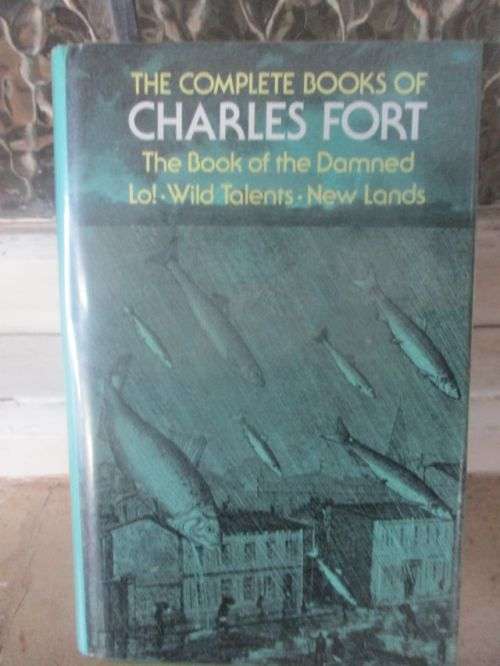 THE COMPLETE BOOKS OF
CHARLES FORT
The Book of the Damned
Lo! · Wild Talents · New Lands